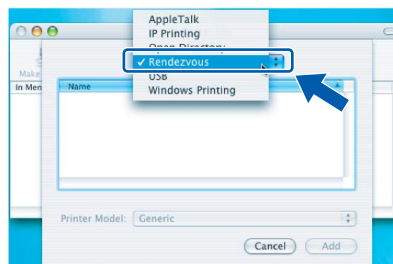 AppleTalk
IP Printing
Open Directory
✓ Rendezvous
USB
Windows Printing
Make
In Men
Name
Printer Model: Generic
Cancel Add